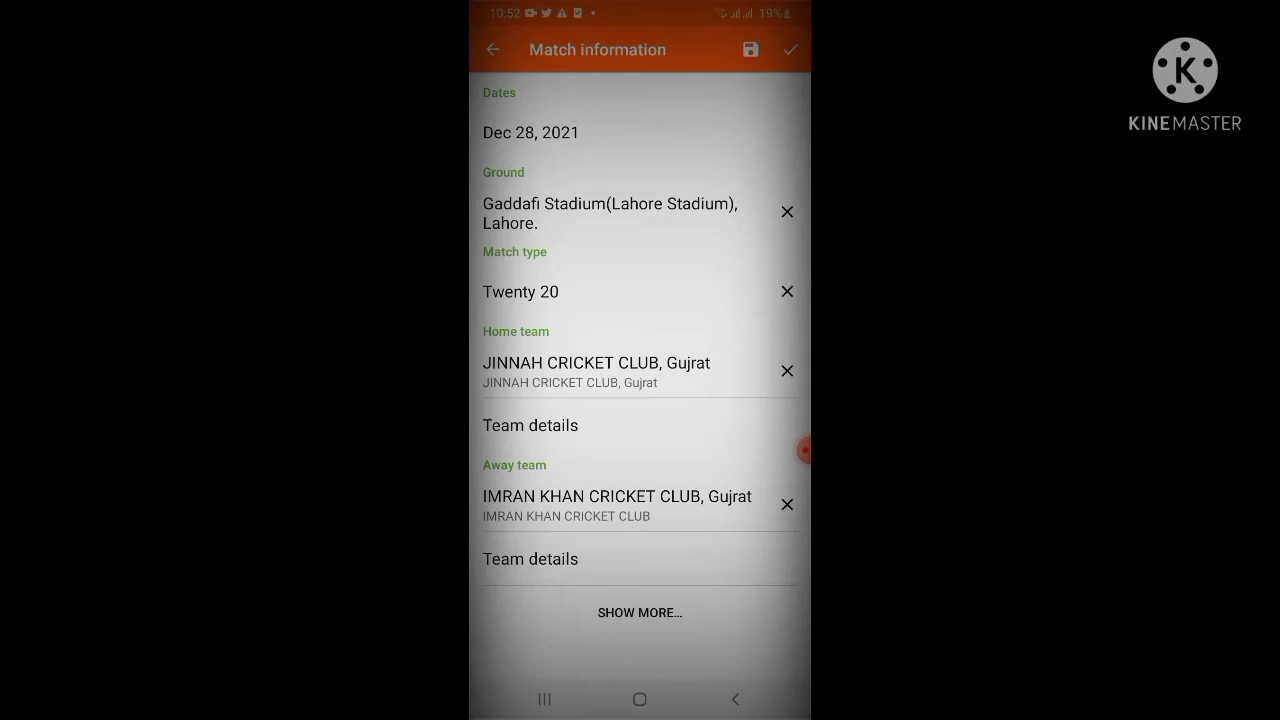 10:52
19%
Match information
KINEMASTER
Dates
Dec 28, 2021
Ground
Gaddafi Stadium(Lahore Stadium),
Lahore.
Match type
Twenty 20
Home team
JINNAH CRICKET CLUB, Gujrat
JINNAH CRICKET CLUB, Gujrat
Team details
Away team
IMRAN KHAN CRICKET CLUB, Gujrat
IMRAN KHAN CRICKET CLUB
Team details
SHOW MORE...